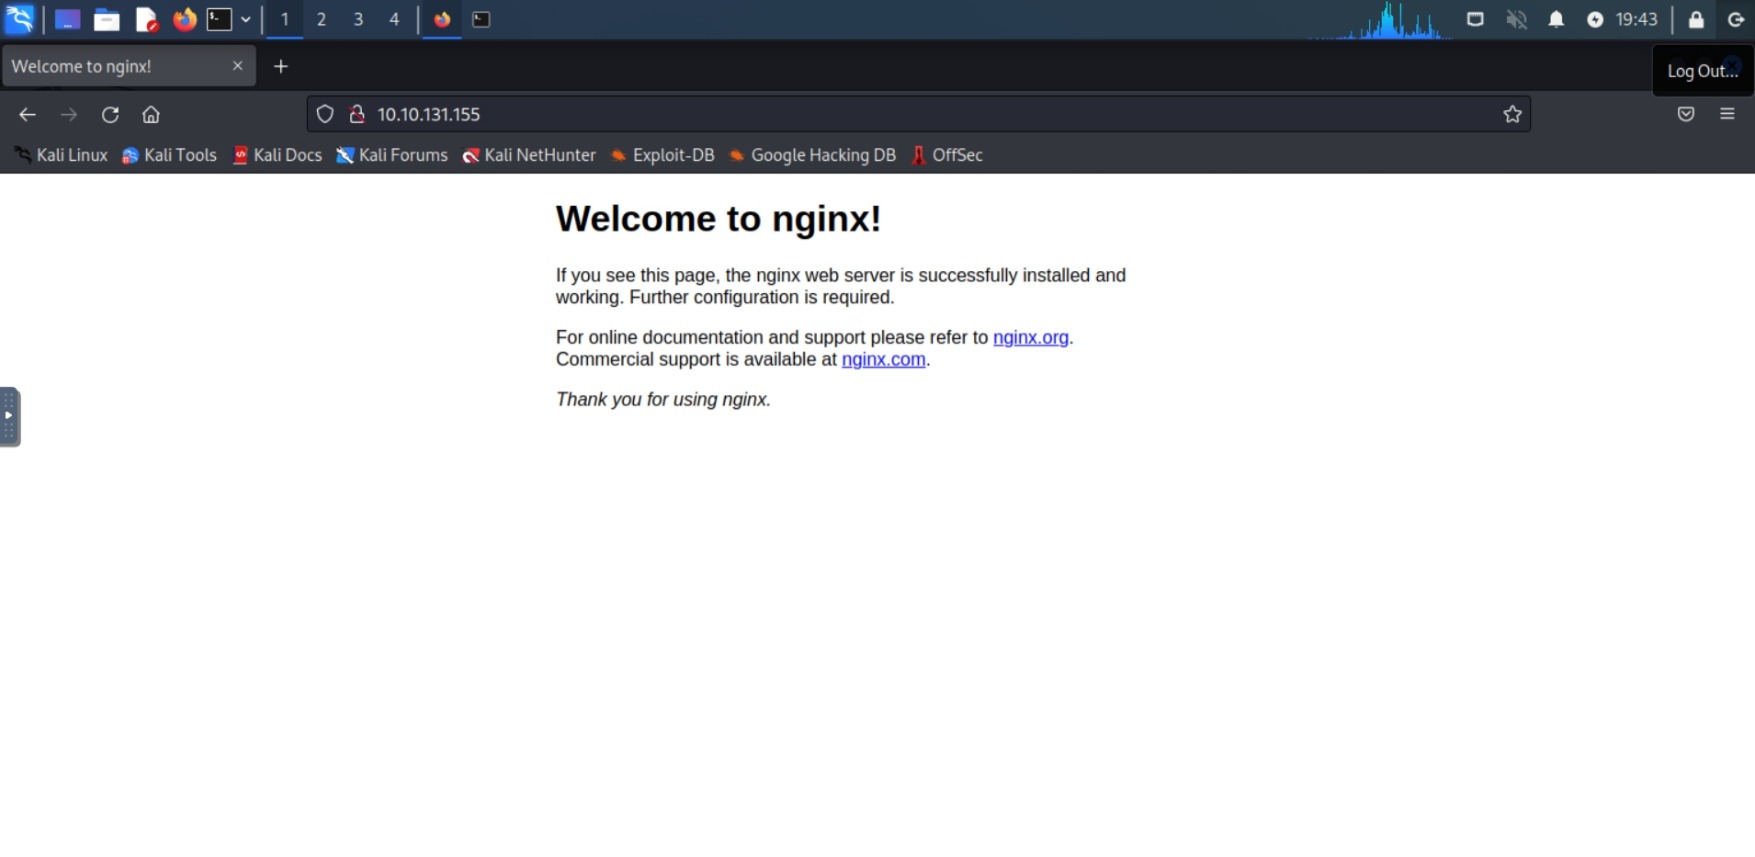 1 2 3 4 19:43
Welcome to nginx!
Log Out...
10.10.131.155
Kali Linux Kali Tools Kali Docs Kali Forums Kali NetHunter Exploit-DB Google Hacking DB OffSec
Welcome to nginx!
If you see this page, the nginx web server is successfully installed and
working. Further configuration is required.
For online documentation and support please refer to nginx.org.
Commercial support is available at nginx.com.
Thank you for using nginx.